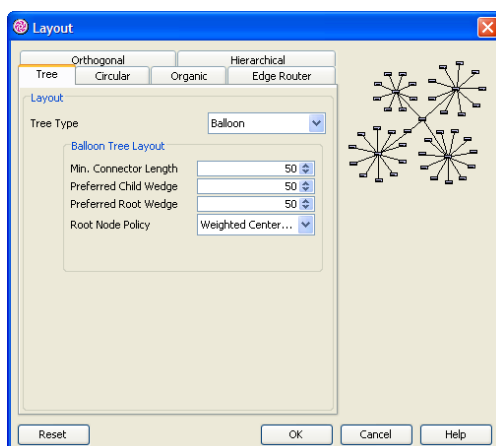 Layout
Orthogonal Hierarchical
Tree Circular Organic Edge Router
Layout
Tree Type Balloon
Balloon Tree Layout
Min. Connector Length 50
Preferred Child Wedge 50
Preferred Root Wedge 50
Root Node Policy Weighted Center...
Reset OK Cancel Help